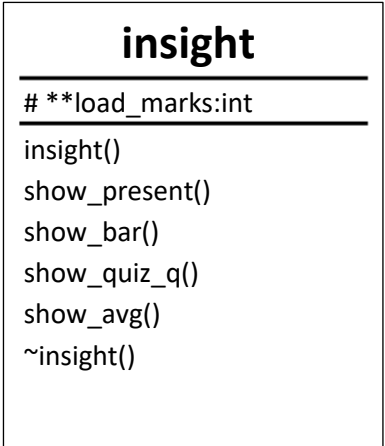 insight
# **load_marks:int
insight()
show_present()
show_bar()
show_quiz_q()
show_avg()
~insight()